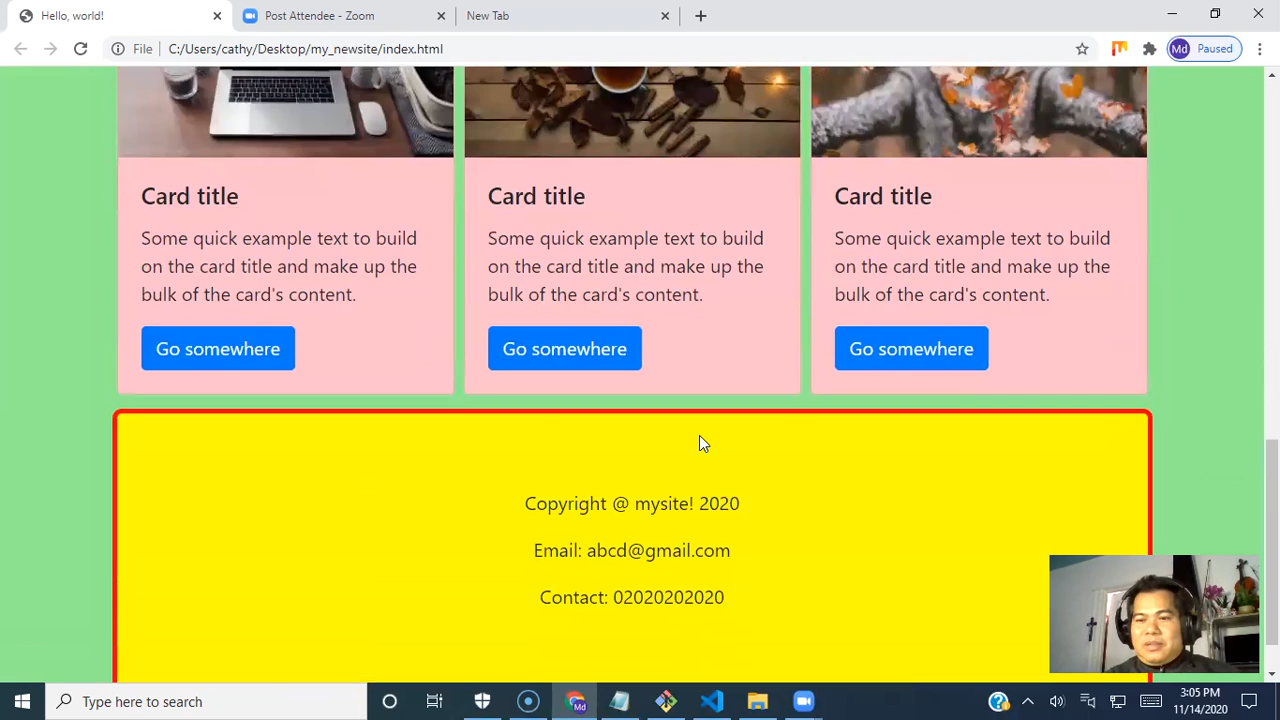 Hello, world!
Post Attendee - Zoom
New Tab
File
C:/Users/cathy/Desktop/my_newsite/index.html
Md
Paused
Card title
Some quick example text to build
on the card title and make up the
bulk of the card's content.
Go somewhere
Card title
Some quick example text to build
on the card title and make up the
bulk of the card's content.
Go somewhere
Card title
Some quick example text to build
on the card title and make up the
bulk of the card's content.
Go somewhere
Copyright @ mysite! 2020
Email: abcd@gmail.com
Contact: 02020202020
Type here to search
Md
3:05 PM
11/14/2020